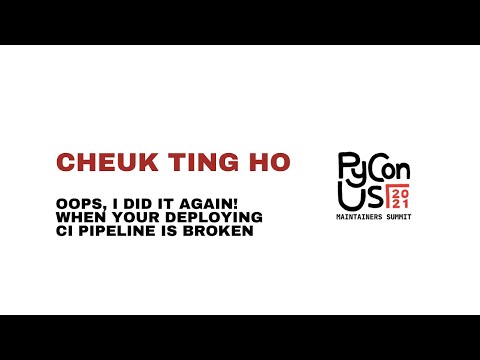 CHEUK TING HO
OOPS, I DID IT AGAIN!
WHEN YOUR DEPLOYING
CI PIPELINE IS BROKEN
PyCon
US 2021
MAINTAINERS SUMMIT